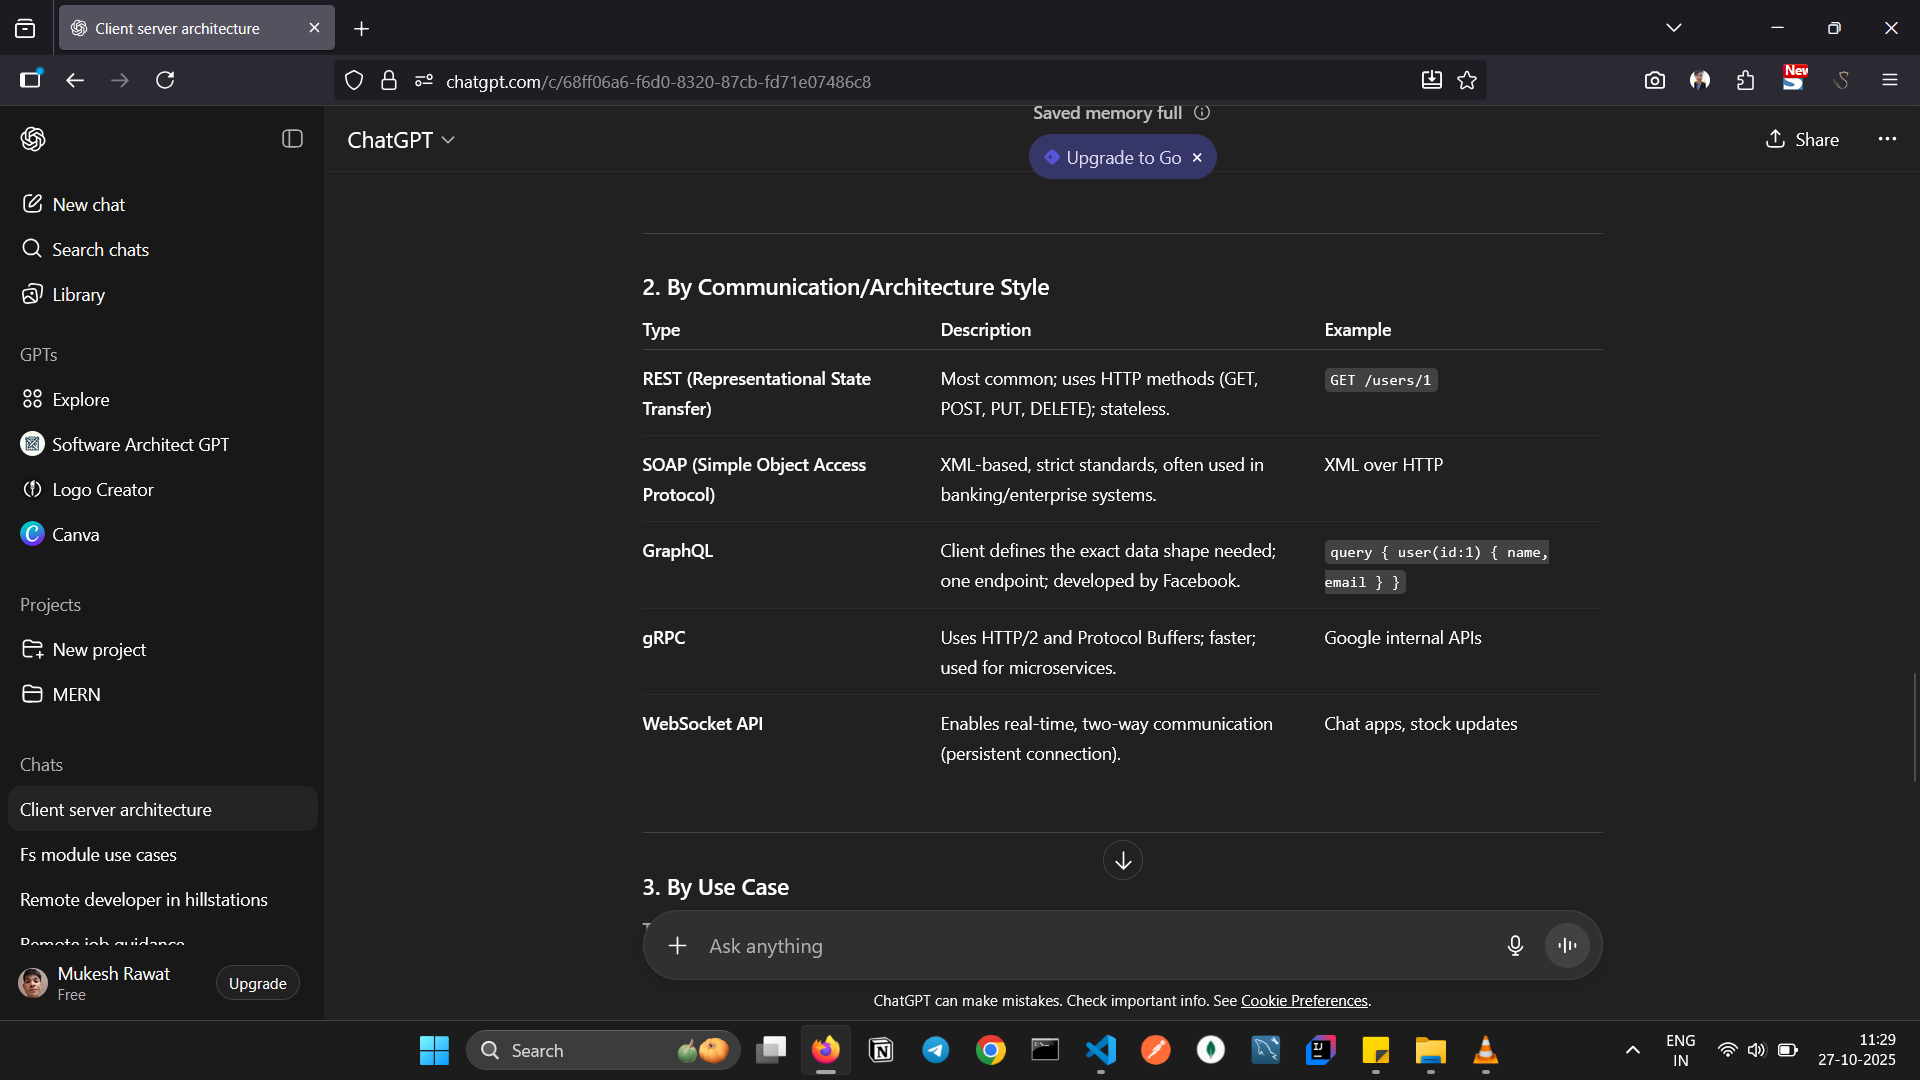 Client server architecture
chatgpt.com/c/68ff06a6-f6d0-8320-87cb-fd71e07486c8
New
ChatGPT
Saved memory full
Upgrade to Go
Share
New chat
Search chats
Library
GPTs
Explore
Software Architect GPT
Logo Creator
Canva
Projects
New project
MERN
Chats
Client server architecture
Fs module use cases
Remote developer in hillstations
Remote job guidance
Mukesh Rawat
Free
Upgrade
2. By Communication/Architecture Style
Type Description Example
REST (Representational State Most common; uses HTTP methods (GET, GET /users/1
Transfer) POST, PUT, DELETE); stateless.
SOAP (Simple Object Access XML-based, strict standards, often used in XML over HTTP
Protocol) banking/enterprise systems.
GraphQL Client defines the exact data shape needed; query { user(id:1) { name,
one endpoint; developed by Facebook. email } }
gRPC Uses HTTP/2 and Protocol Buffers; faster; Google internal APIs
used for microservices.
WebSocket API Enables real-time, two-way communication Chat apps, stock updates
(persistent connection).
3. By Use Case
Ask anything
ChatGPT can make mistakes. Check important info. See Cookie Preferences.
Search
ENG
IN
11:29
27-10-2025